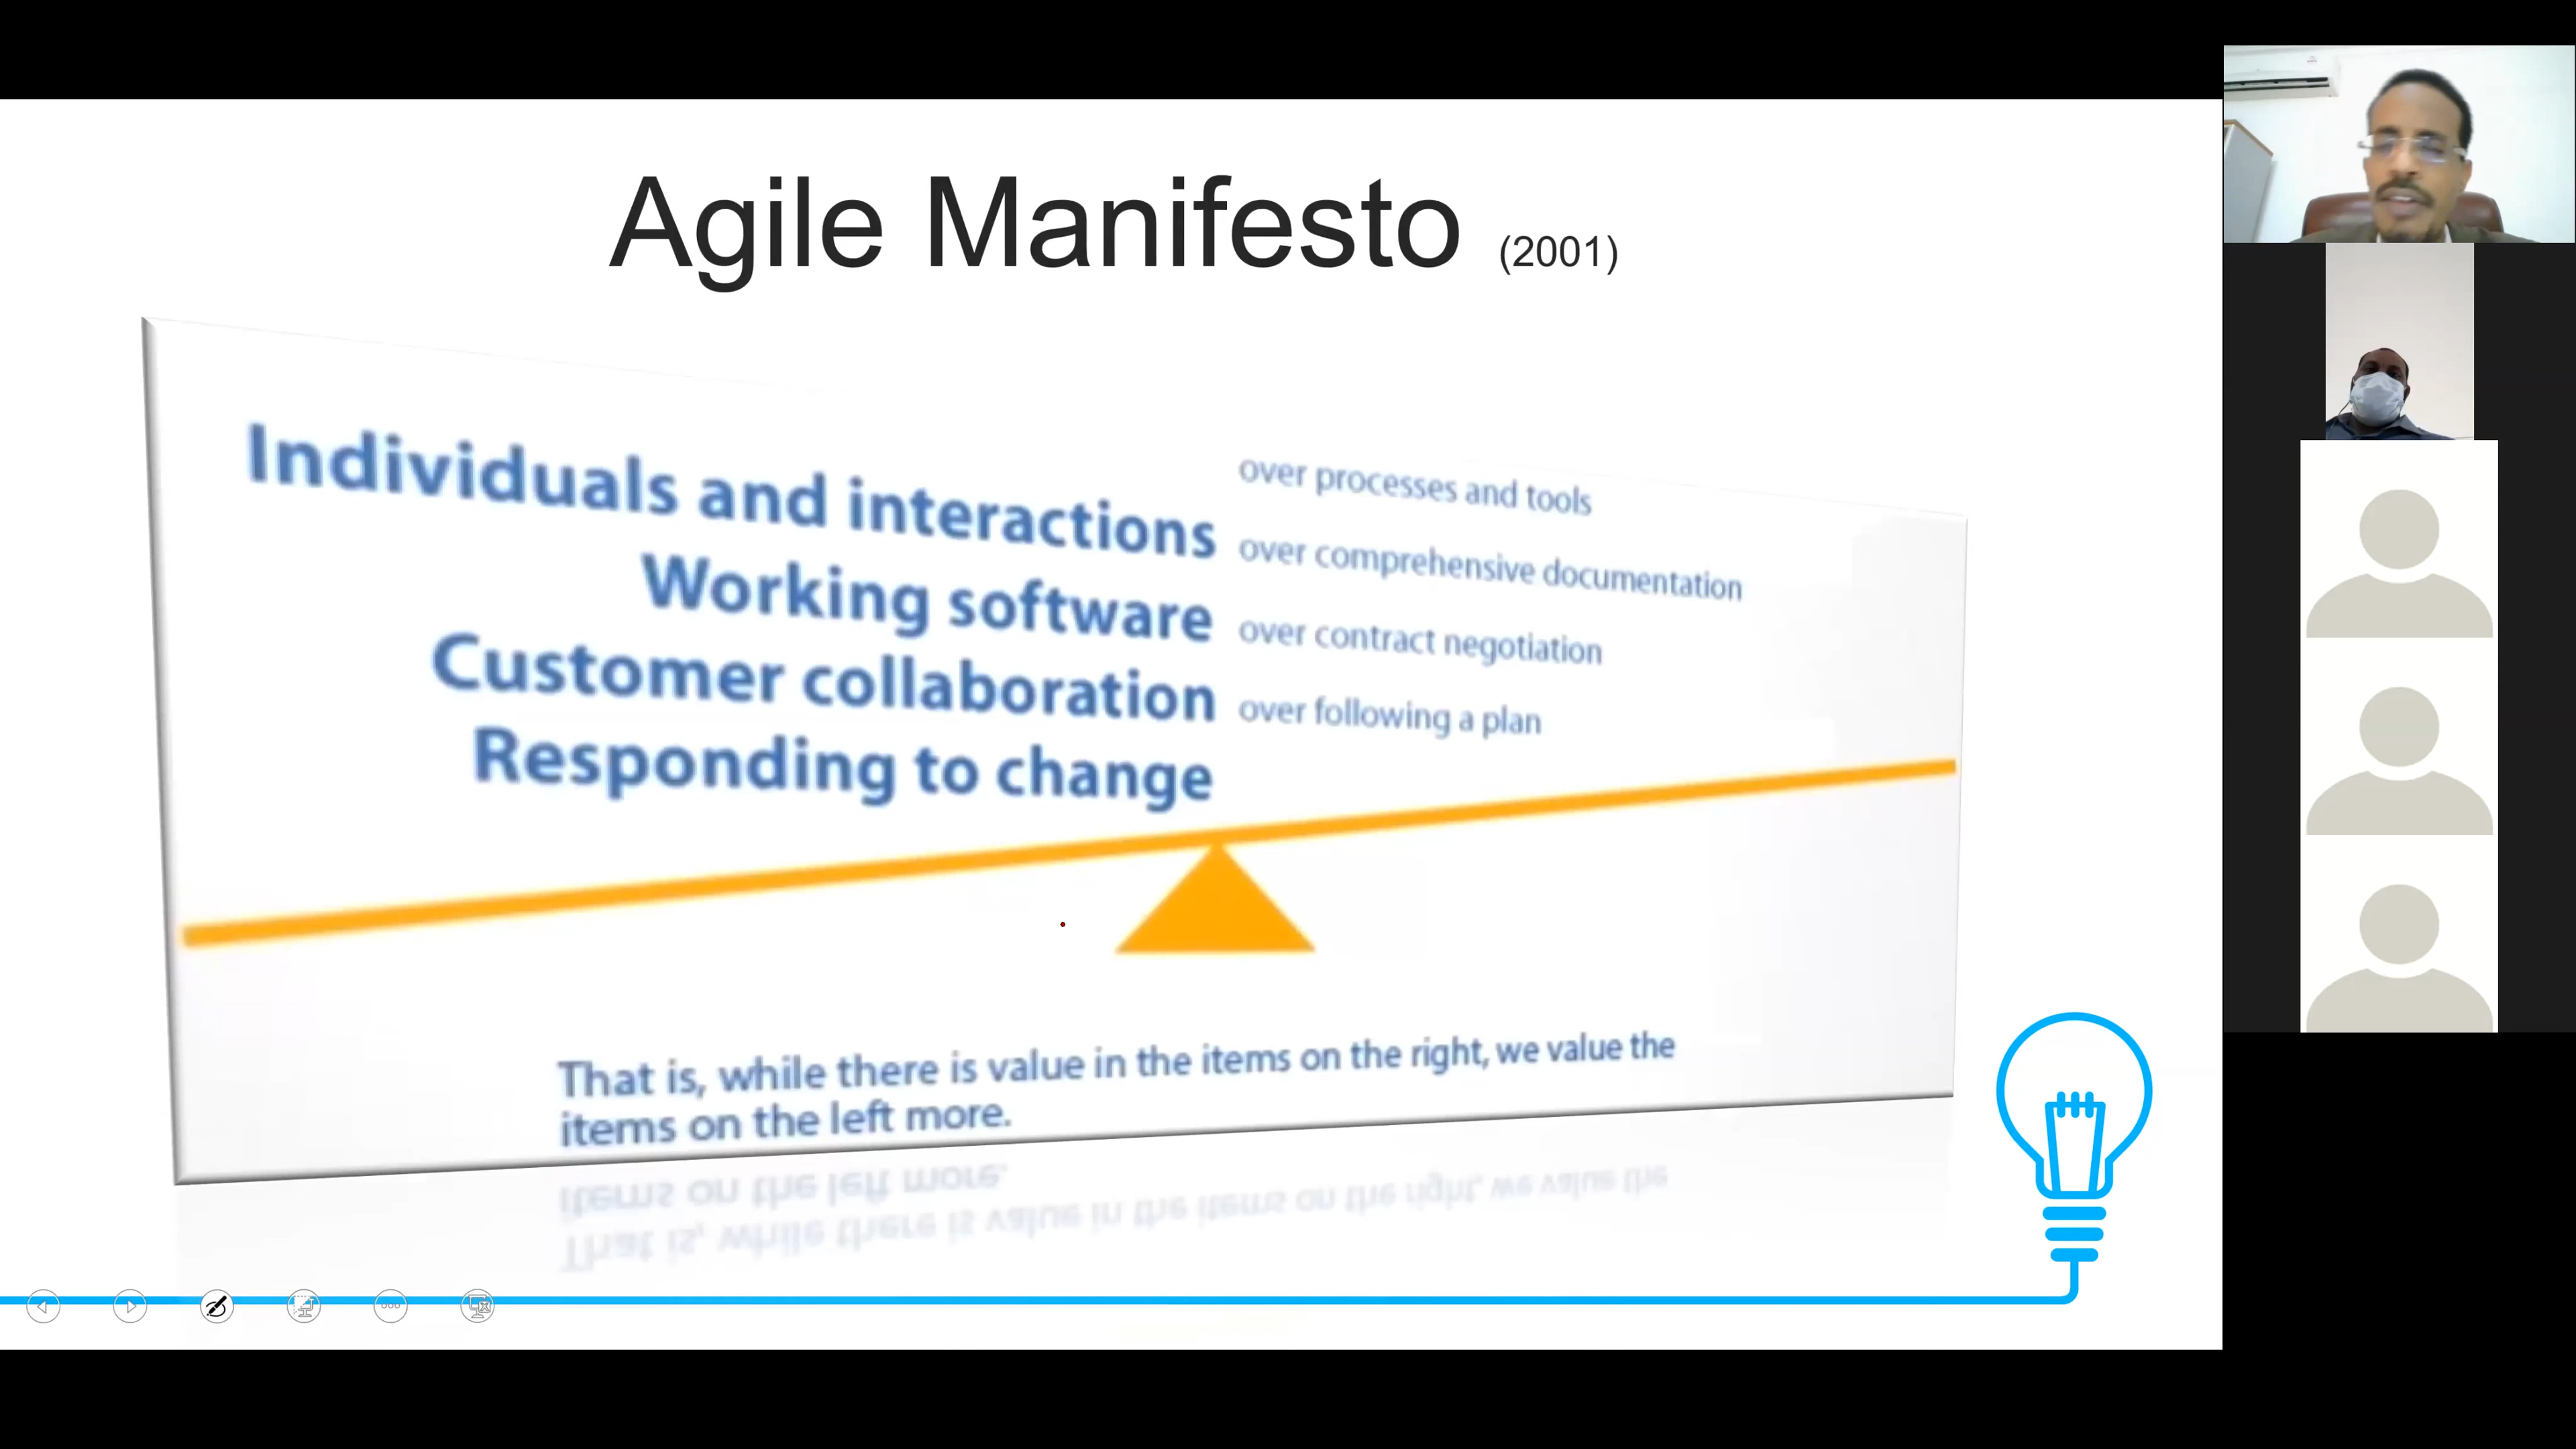 Agile Manifesto (2001)
Individuals and interactions
over processes and tools
Working software
over comprehensive documentation
Customer collaboration
over contract negotiation
Responding to change
over following a plan
That is, while there is value in the items on the right, we value the
items on the left more.